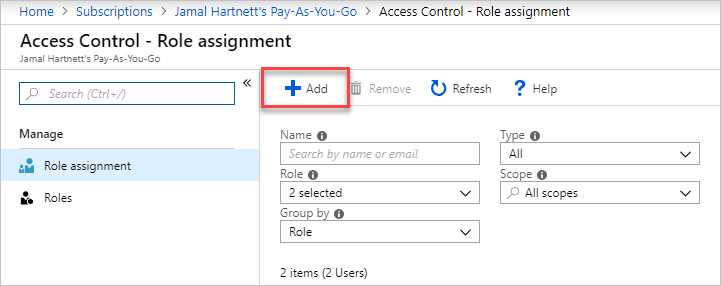 Home > Subscriptions > Jamal Hartnett's Pay-As-You-Go > Access Control - Role assignment
Access Control - Role assignment
Jamal Hartnett's Pay-As-You-Go
Search (Ctrl+/)
«
Add
Remove
Refresh
? Help
Manage
Role assignment
Roles
Name
Search by name or email
Type
All
Role
2 selected
Scope
All scopes
Group by
Role
2 items (2 Users)